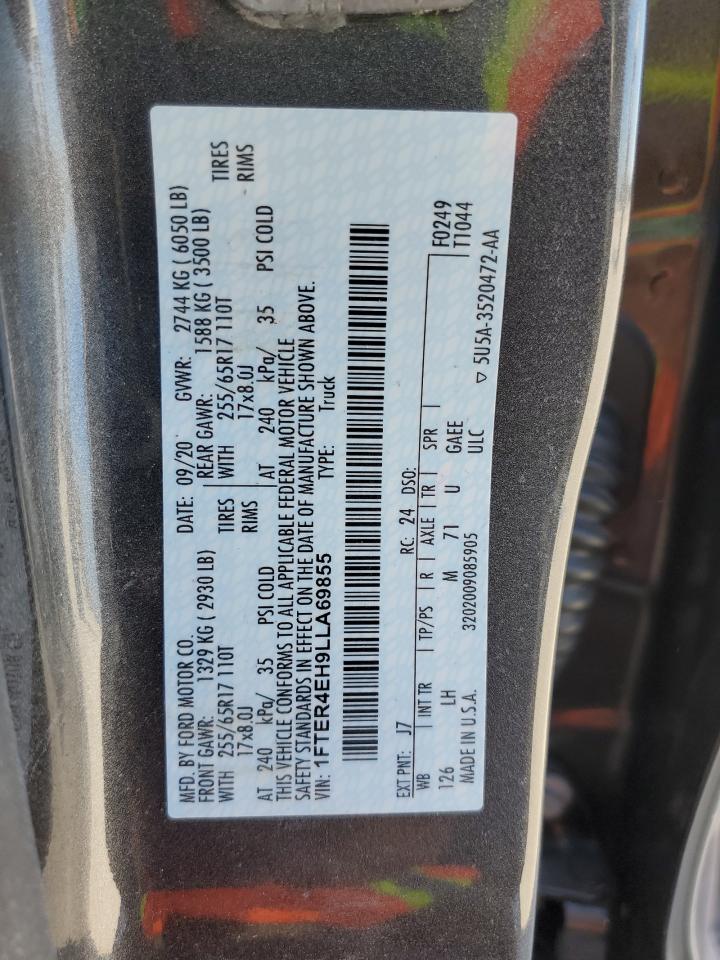 MFD. BY FORD MOTOR CO.
DATE: 09/20 GVWR: 2744 KG ( 6050 LB)
FRONT GAWR: 1329 KG ( 2930 LB) REAR GAWR: 1588 KG ( 3500 LB)
WITH 255/65R17 110T TIRES WITH 255/65R17 110T TIRES
17x8.0J RIMS 17x8.0J RIMS
AT 240 kPa/ 35 PSI COLD AT 240 kPa/ 35 PSI COLD
THIS VEHICLE CONFORMS TO ALL APPLICABLE FEDERAL MOTOR VEHICLE
SAFETY STANDARDS IN EFFECT ON THE DATE OF MANUFACTURE SHOWN ABOVE.
VIN: 1FTER4EH9LLA69855 TYPE: Truck
EXT PNT: J7 RC: 24 DSO: F0249
WB INT TR TP/PS R AXLE TR SPR T1044
126 LH M 71 U GAEE
MADE IN U.S.A. 3202009085905 ULC
▽ 5U5A-3520472-AA